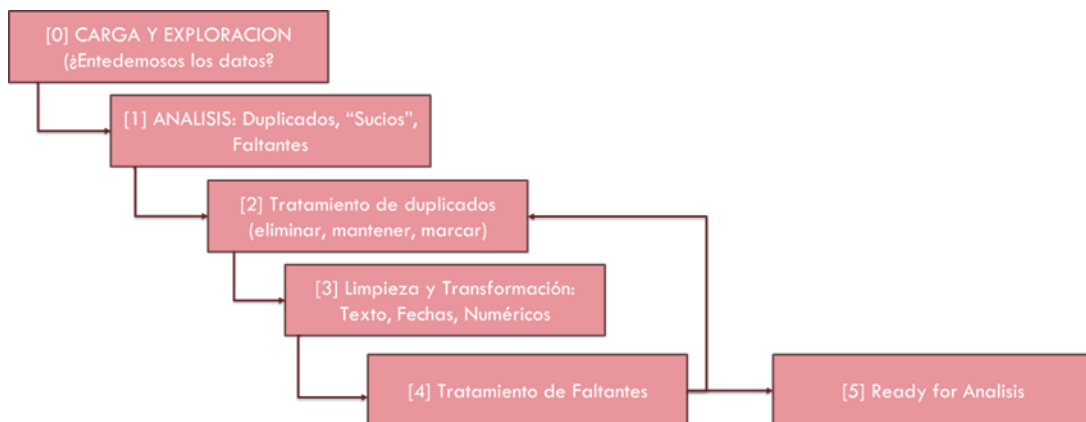 [0] CARGA Y EXPLORACION
(¿Entedemosos los datos?
[1] ANALISIS: Duplicados, “Sucios”,
Faltantes
[2] Tratamiento de duplicados
(eliminar, mantener, marcar)
[3] Limpieza y Transformación:
Texto, Fechas, Numéricos
[4] Tratamiento de Faltantes
[5] Ready for Analisis